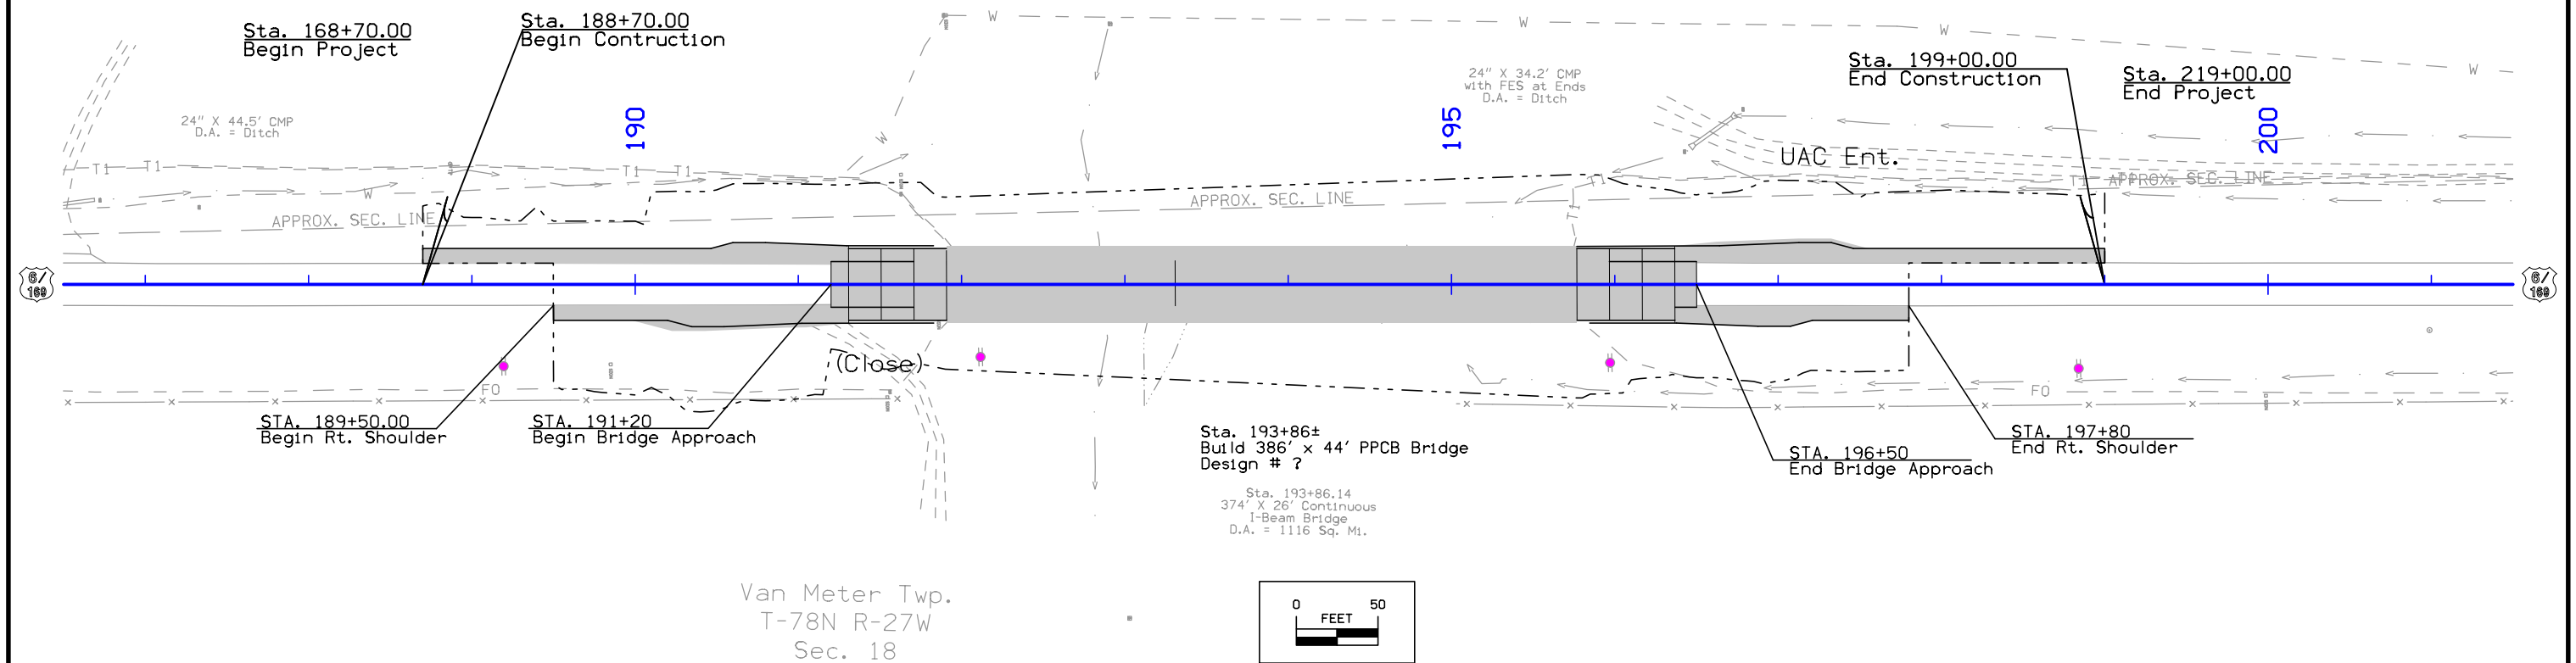 Sta. 168+70.00
Begin Project
Sta. 188+70.00
Begin Contruction
W
W
W
W
Sta. 199+00.00
End Construction
Sta. 219+00.00
End Project
24" X 34.2' CMP
with FES at Ends
D.A. = Ditch
24" X 44.5' CMP
D.A. = Ditch
190
195
200
W
UAC Ent.
T1
T1
T1
T1
T1
T1
T1
W
APPROX. SEC. LINE
APPROX. SEC. LINE
APPROX. SEC. LINE
6/
169
6/
169
(Close)
FO
FO
STA. 189+50.00
Begin Rt. Shoulder
STA. 191+20
Begin Bridge Approach
Sta. 193+86±
Build 386' x 44' PPCB Bridge
Design # ?
STA. 196+50
End Bridge Approach
STA. 197+80
End Rt. Shoulder
Sta. 193+86.14
374' X 26' Continuous
I-Beam Bridge
D.A. = 1116 Sq. Mi.
Van Meter Twp.
T-78N R-27W
Sec. 18
0 50
FEET